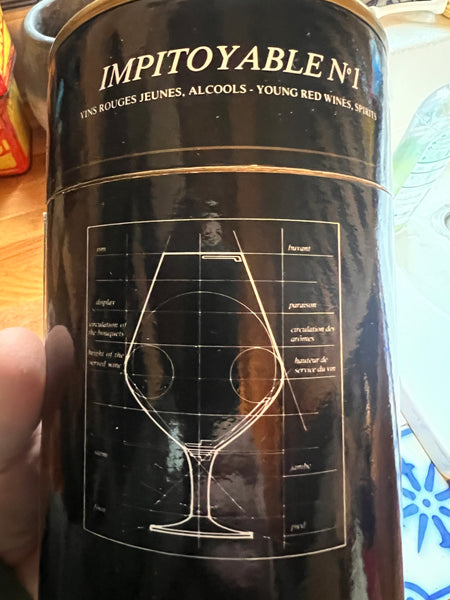 IMPITOYABLE N°1
VINS ROUGES JEUNES, ALCOOLS - YOUNG RED WINES, SPIRITS
rim
buvant
display
paraison
circulation of
the bouquets
circulation des
arômes
height of the
served wine
hauteur de
service du vin
stem
jambe
foot
pied